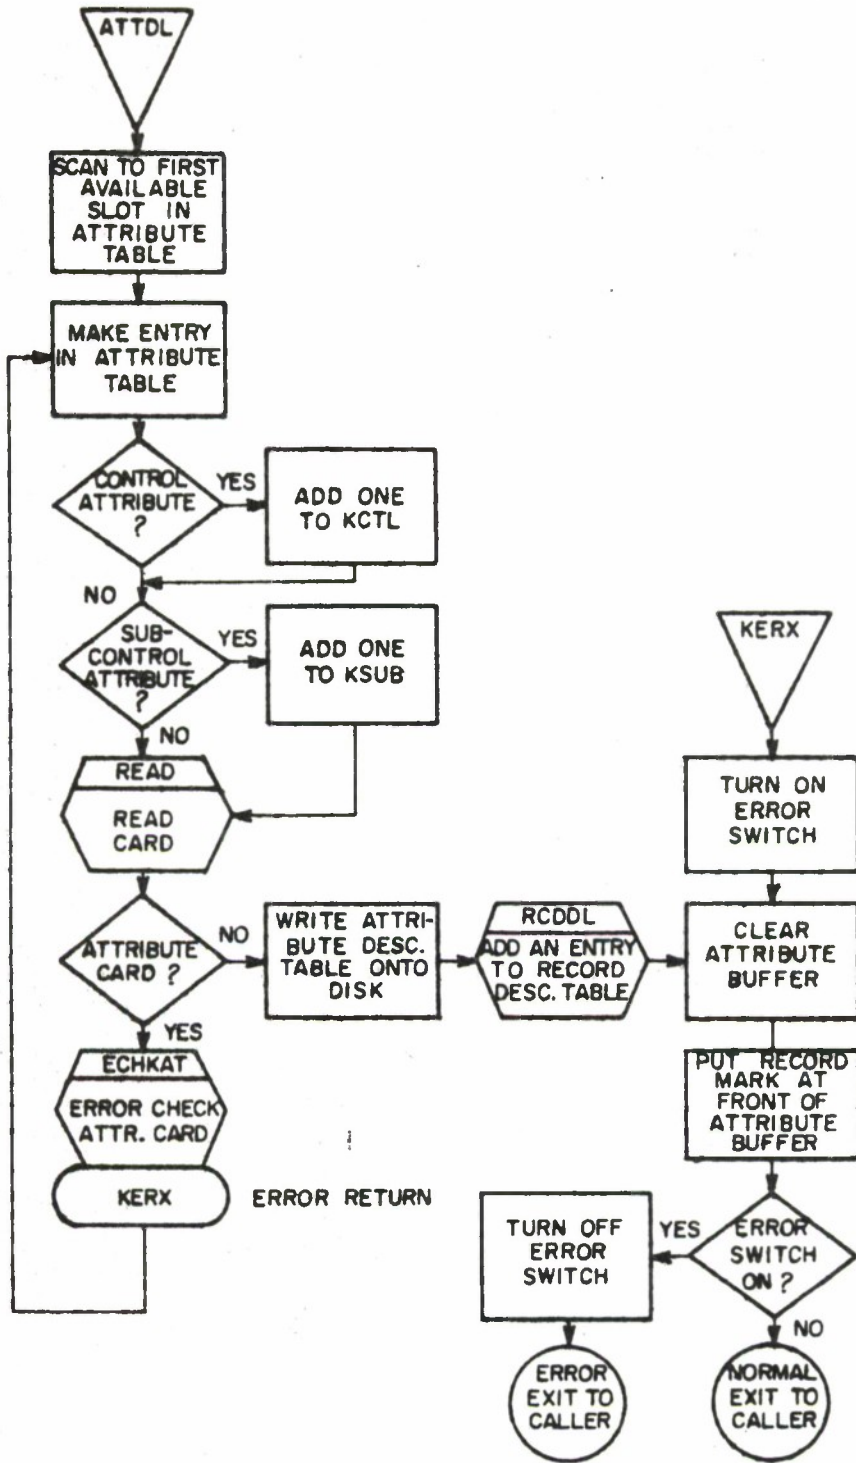 ATTDL
SCAN TO FIRST
AVAILABLE
SLOT IN
ATTRIBUTE
TABLE
MAKE ENTRY
IN ATTRIBUTE
TABLE
CONTROL
ATTRIBUTE
?
YES
ADD ONE
TO KCTL
NO
SUB-
CONTROL
ATTRIBUTE
?
YES
ADD ONE
TO KSUB
NO
READ
READ
CARD
ATTRIBUTE
CARD ?
NO
WRITE ATTRI-
BUTE DESC.
TABLE ONTO
DISK
RCDDL
ADD AN ENTRY
TO RECORD
DESC. TABLE
YES
ECHKAT
ERROR CHECK
ATTR. CARD
KERX
ERROR RETURN
KERX
TURN ON
ERROR
SWITCH
CLEAR
ATTRIBUTE
BUFFER
PUT RECORD
MARK AT
FRONT OF
ATTRIBUTE
BUFFER
ERROR
SWITCH
ON ?
YES
TURN OFF
ERROR
SWITCH
NO
ERROR
EXIT TO
CALLER
NORMAL
EXIT TO
CALLER